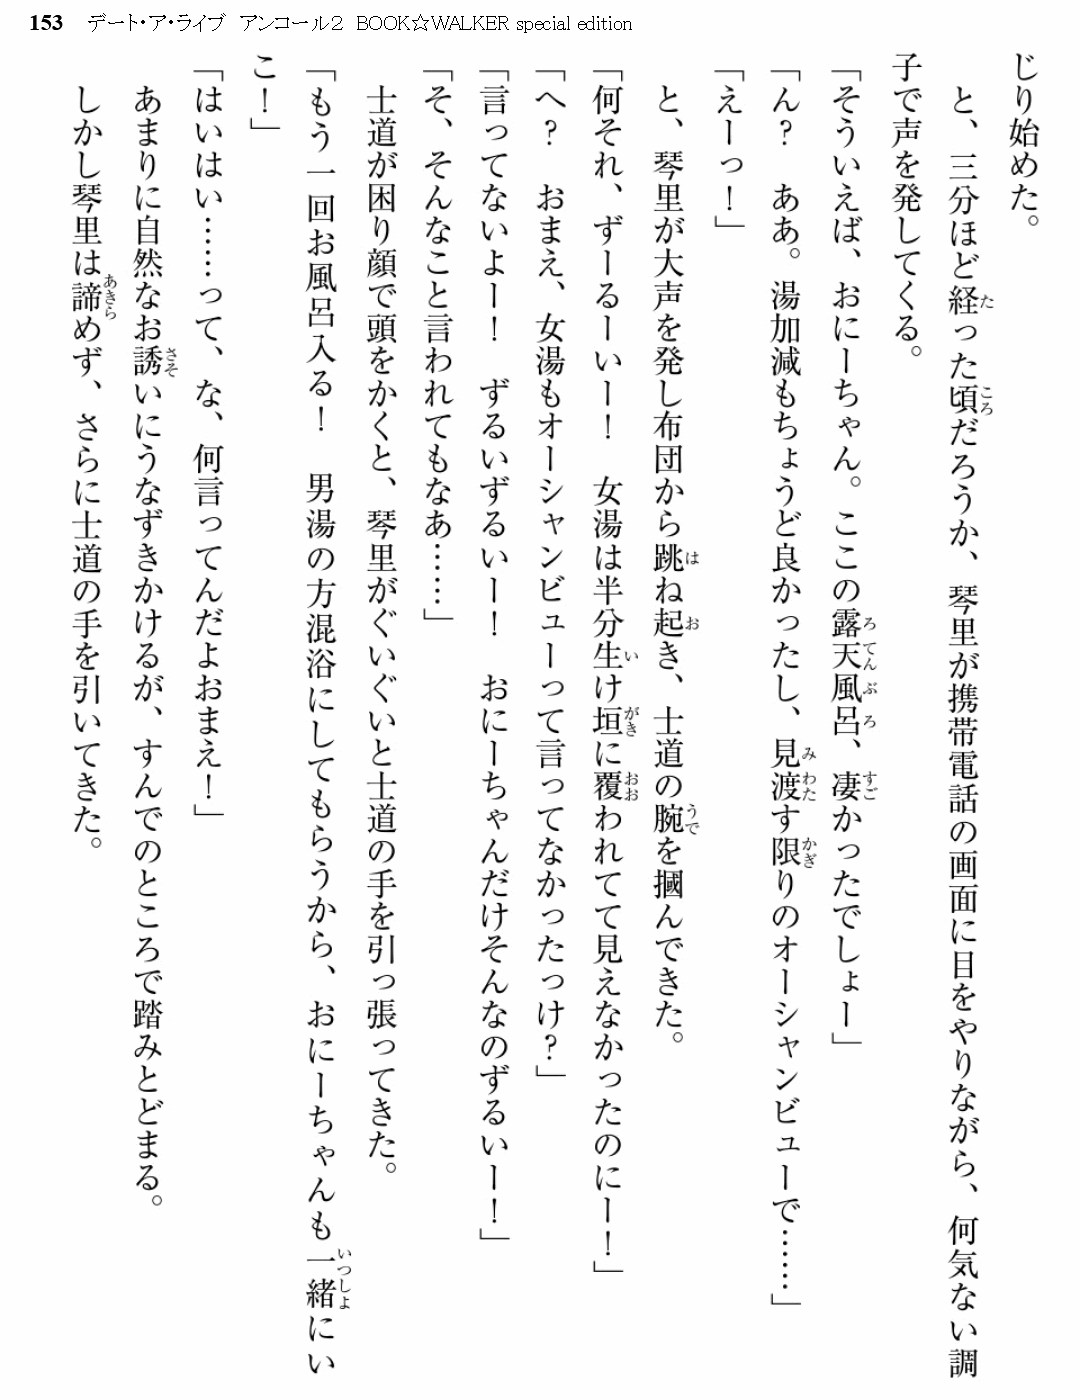 153 デート・ア・ライブ アンコール2 BOOK☆WALKER special edition
じり始めた。
　と、三分ほど経った頃だろうか、琴里が携帯電話の画面に目をやりながら、何気ない調
子で声を発してくる。
「そういえば、おにーちゃん。ここの露天風呂、凄かったでしょー」
「ん？　ああ。湯加減もちょうど良かったし、見渡す限りのオーシャンビューで……」
「えーっ！」
　と、琴里が大声を発し布団から跳ね起き、士道の腕を摑んできた。
「何それ、ずーるーいー！　女湯は半分生け垣に覆われてて見えなかったのにー！」
「へ？　おまえ、女湯もオーシャンビューって言ってなかったっけ？」
「言ってないよー！　ずるいずるいー！　おにーちゃんだけそんなのずるいー！」
「そ、そんなこと言われてもなあ……」
　士道が困り顔で頭をかくと、琴里がぐいぐいと士道の手を引っ張ってきた。
「もう一回お風呂入る！　男湯の方混浴にしてもらうから、おにーちゃんも一緒にい
こ！」
「はいはい……って、な、何言ってんだよおまえ！」
　あまりに自然なお誘いにうなずきかけるが、すんでのところで踏みとどまる。
　しかし琴里は諦めず、さらに士道の手を引いてきた。